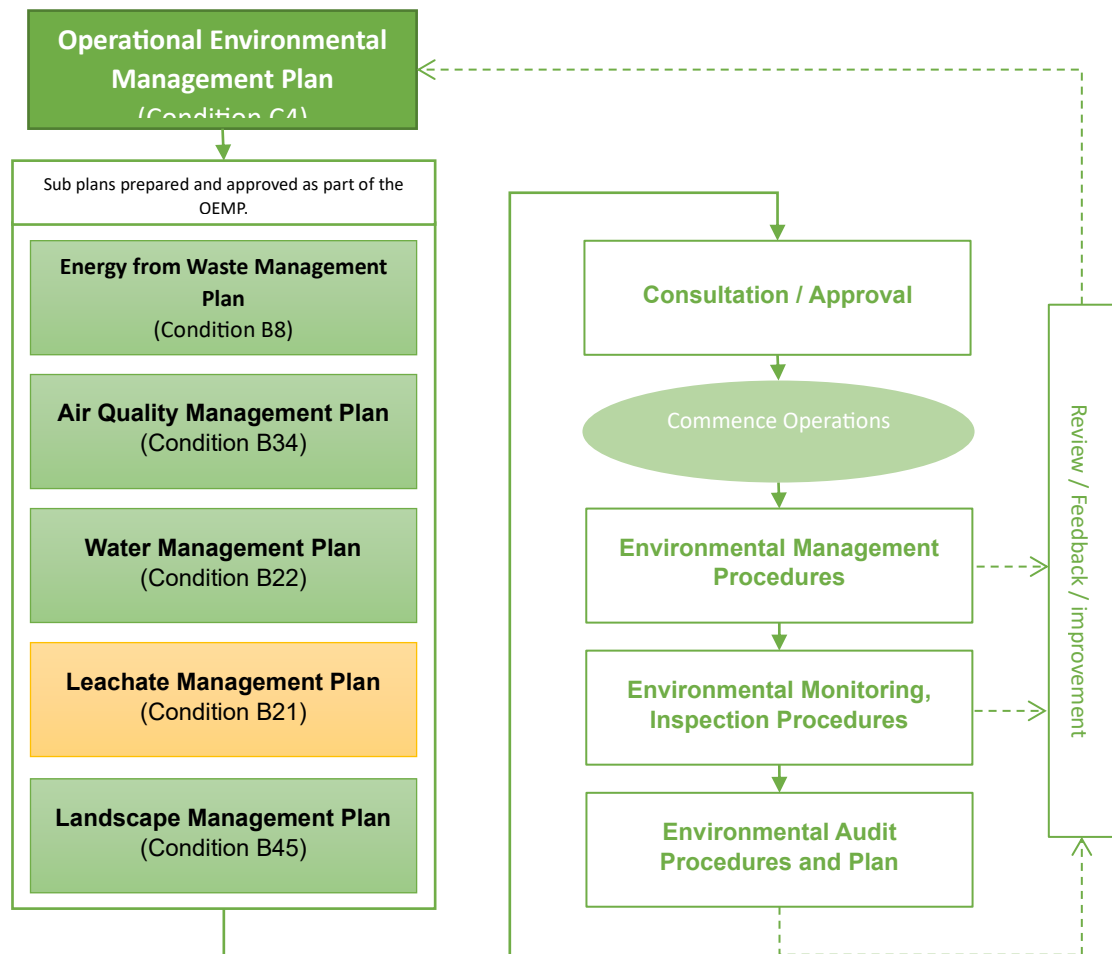 Operational Environmental
Management Plan
(Condition C4)
Sub plans prepared and approved as part of the
OEMP.
Energy from Waste Management
Plan
(Condition B8)
Air Quality Management Plan
(Condition B34)
Water Management Plan
(Condition B22)
Leachate Management Plan
(Condition B21)
Landscape Management Plan
(Condition B45)
Consultation / Approval
Commence Operations
Environmental Management
Procedures
Environmental Monitoring,
Inspection Procedures
Environmental Audit
Procedures and Plan
Review / Feedback / improvement